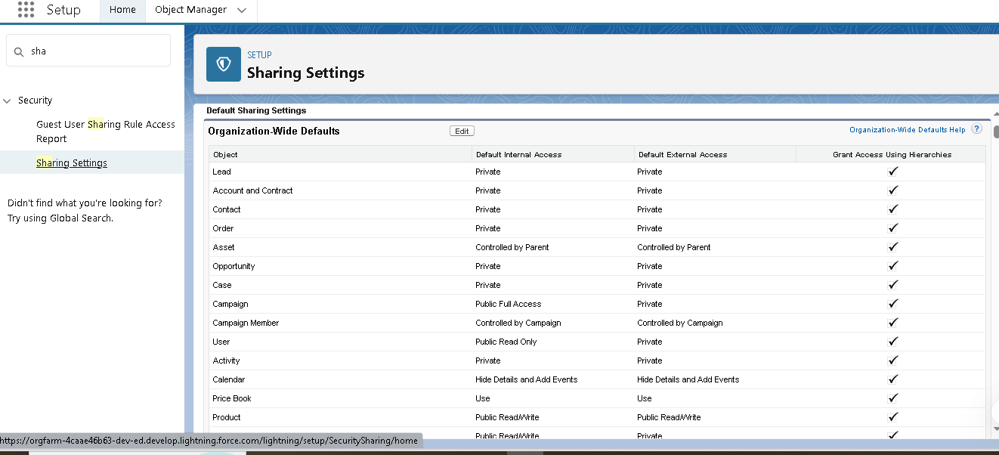 Setup Home Object Manager
sha
Security
Guest User Sharing Rule Access
Report
Sharing Settings
Didn't find what you're looking for?
Try using Global Search.
SETUP
Sharing Settings
Default Sharing Settings
Organization-Wide Defaults Edit Organization-Wide Defaults Help ?
Object Default Internal Access Default External Access Grant Access Using Hierarchies
Lead Private Private
Account and Contract Private Private
Contact Private Private
Order Private Private
Asset Controlled by Parent Controlled by Parent
Opportunity Private Private
Case Private Private
Campaign Public Full Access Private
Campaign Member Controlled by Campaign Controlled by Campaign
User Public Read Only Private
Activity Private Private
Calendar Hide Details and Add Events Hide Details and Add Events
Price Book Use Use
Product Public Read/Write Public Read/Write
Public Read/Write Private
https://orgfarm-4caae46b63-dev-ed.develop.lightning.force.com/lightning/setup/SecuritySharing/home